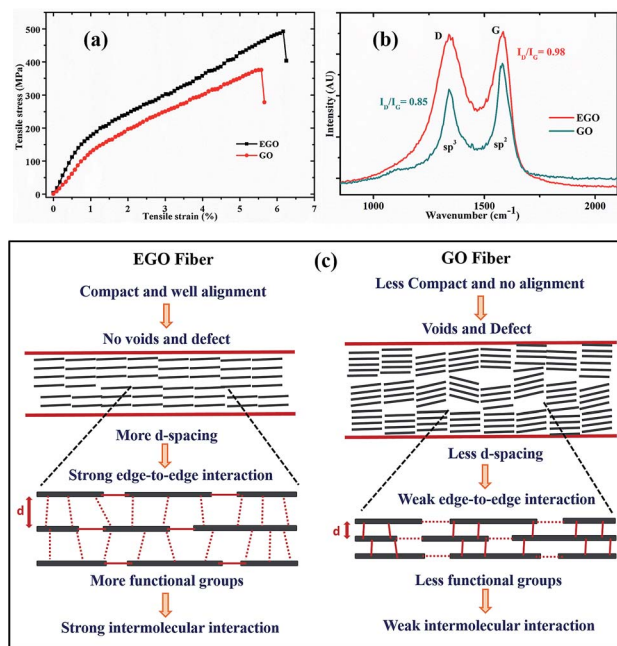 (a)
Tensile stress (MPa)
500
400
300
200
100
0
EGO
GO
0 1 2 3 4 5 6 7
Tensile strain (%)
(b)
Intensity (AU)
D
G
I_D/I_G= 0.98
I_D/I_G= 0.85
sp³
sp²
EGO
GO
1000 1500 2000
Wavenumber (cm⁻¹)
(c)
EGO Fiber
Compact and well alignment
No voids and defect
More d-spacing
Strong edge-to-edge interaction
d
More functional groups
Strong intermolecular interaction
GO Fiber
Less Compact and no alignment
Voids and Defect
Less d-spacing
Weak edge-to-edge interaction
d
Less functional groups
Weak intermolecular interaction